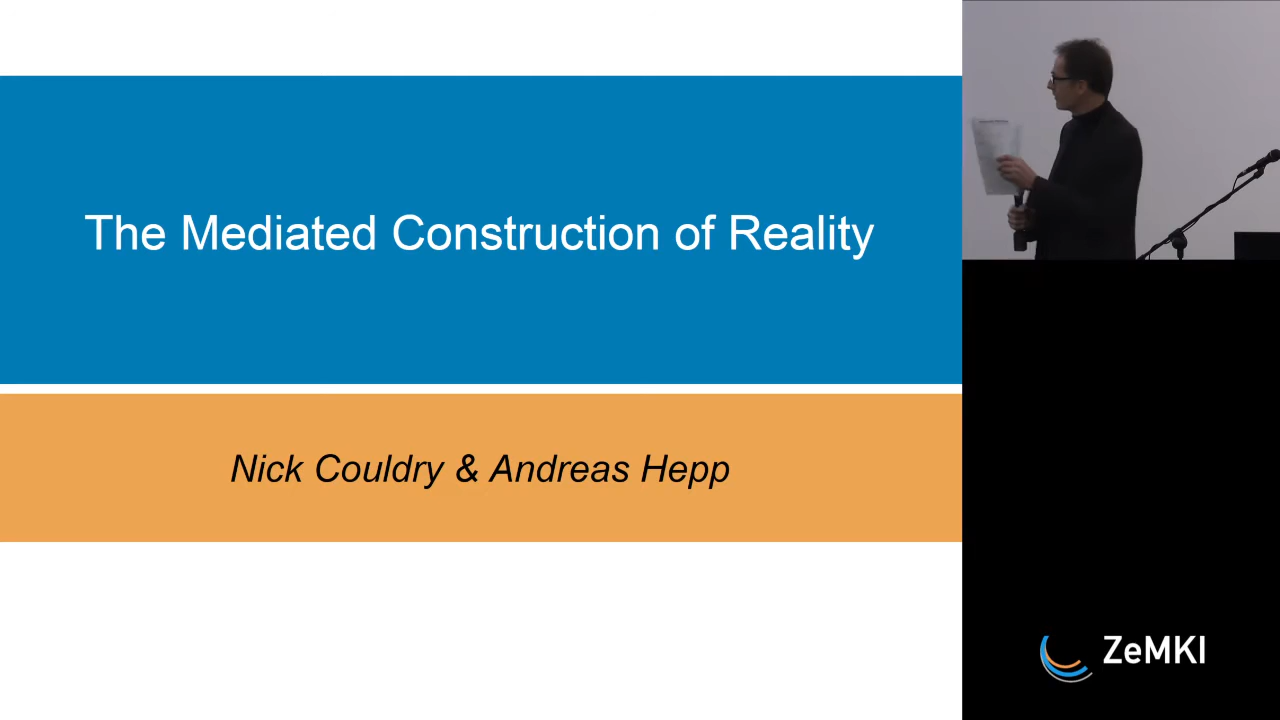 The Mediated Construction of Reality
Nick Couldry & Andreas Hepp
ZeMKI